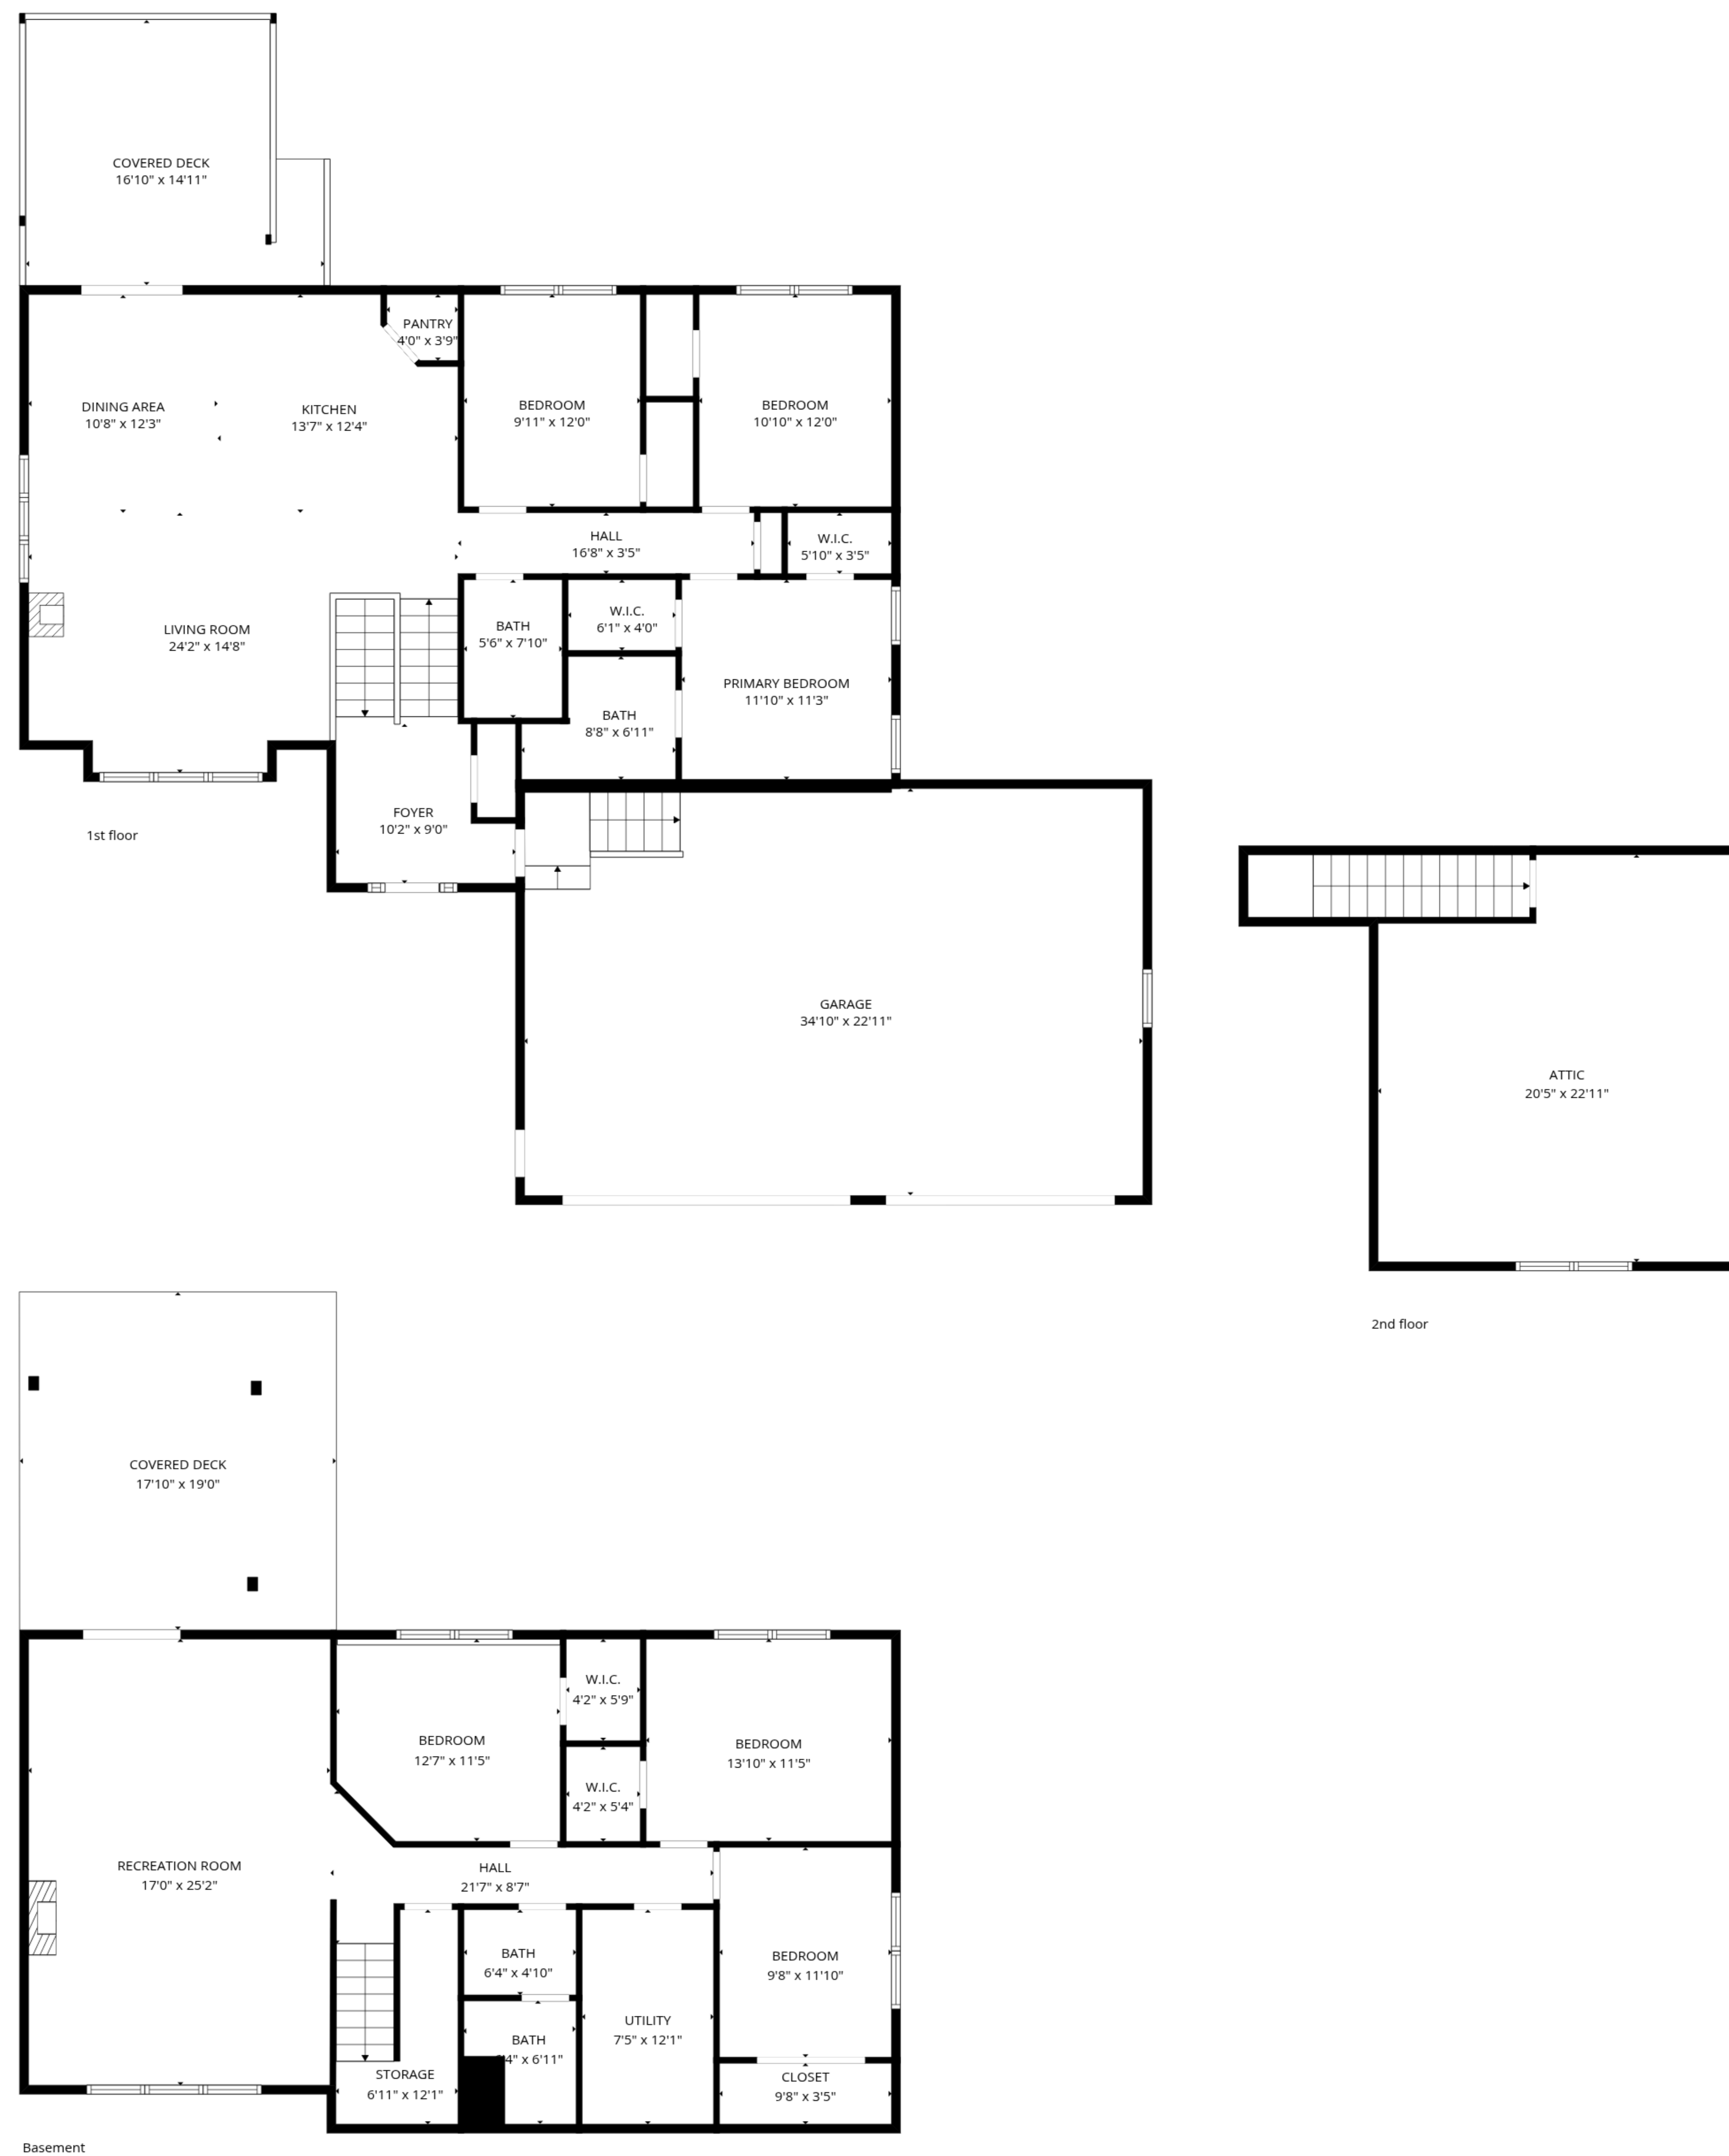 COVERED DECK
16'10" x 14'11"
PANTRY
4'0" x 3'9"
DINING AREA
10'8" x 12'3"
KITCHEN
13'7" x 12'4"
BEDROOM
9'11" x 12'0"
BEDROOM
10'10" x 12'0"
HALL
16'8" x 3'5"
W.I.C.
5'10" x 3'5"
LIVING ROOM
24'2" x 14'8"
BATH
5'6" x 7'10"
W.I.C.
6'1" x 4'0"
PRIMARY BEDROOM
11'10" x 11'3"
BATH
8'8" x 6'11"
FOYER
10'2" x 9'0"
1st floor
GARAGE
34'10" x 22'11"
ATTIC
20'5" x 22'11"
2nd floor
COVERED DECK
17'10" x 19'0"
W.I.C.
4'2" x 5'9"
BEDROOM
12'7" x 11'5"
BEDROOM
13'10" x 11'5"
W.I.C.
4'2" x 5'4"
RECREATION ROOM
17'0" x 25'2"
HALL
21'7" x 8'7"
BATH
6'4" x 4'10"
BEDROOM
9'8" x 11'10"
UTILITY
7'5" x 12'1"
BATH
x 6'11"
STORAGE
6'11" x 12'1"
CLOSET
9'8" x 3'5"
Basement